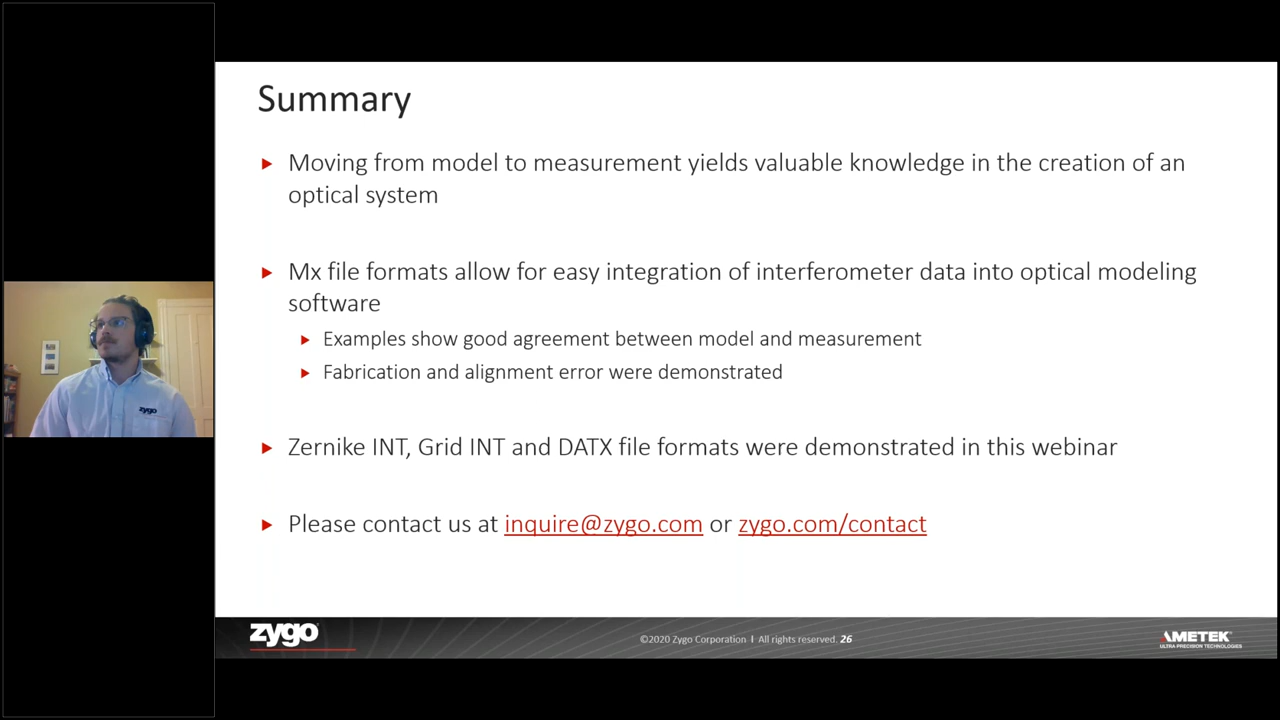 Summary
Moving from model to measurement yields valuable knowledge in the creation of an
optical system
Mx file formats allow for easy integration of interferometer data into optical modeling
software
Examples show good agreement between model and measurement
Fabrication and alignment error were demonstrated
Zernike INT, Grid INT and DATX file formats were demonstrated in this webinar
Please contact us at inquire@zygo.com or zygo.com/contact
zygo
zygo
©2020 Zygo Corporation | All rights reserved. 26
AMETEK
ULTRA PRECISION TECHNOLOGIES